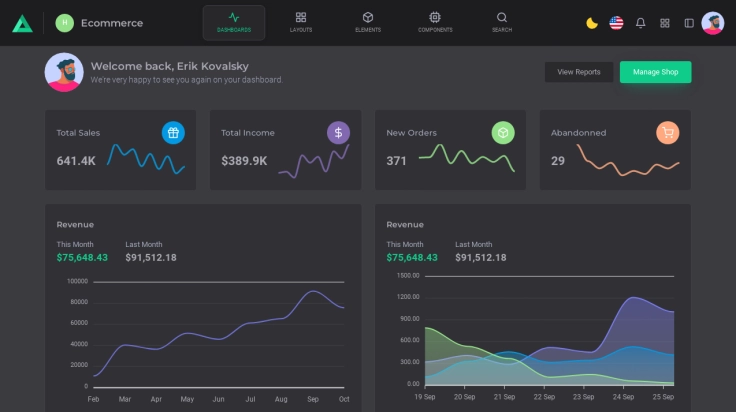 H Ecommerce
DASHBOARDS LAYOUTS ELEMENTS COMPONENTS SEARCH
Welcome back, Erik Kovalsky
We're very happy to see you again on your dashboard.
View Reports Manage Shop
Total Sales
641.4K
Total Income
$389.9K
New Orders
371
Abandonned
29
Revenue
This Month Last Month
$75,648.43 $91,512.18
100000
80000
60000
40000
20000
0
Feb Mar Apr May Jun Jul Aug Sep Oct
Revenue
This Month Last Month
$75,648.43 $91,512.18
1500.00
1200.00
900.00
600.00
300.00
0.00
19 Sep 20 Sep 21 Sep 22 Sep 23 Sep 24 Sep 25 Sep